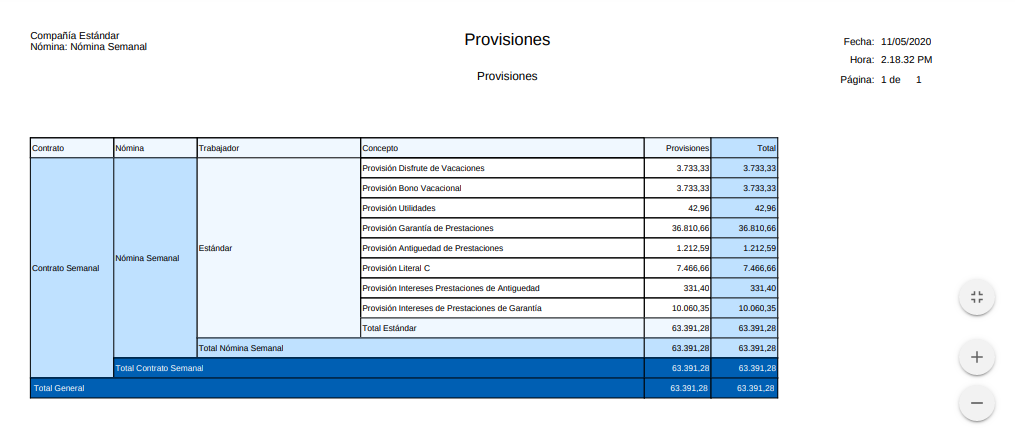 Compañía Estándar
Nómina: Nómina Semanal
Provisiones
Provisiones
Fecha: 11/05/2020
Hora: 2.18.32 PM
Página: 1 de 1
Contrato Nómina Trabajador Concepto Provisiones Total
Provisión Disfrute de Vacaciones 3.733,33 3.733,33
Provisión Bono Vacacional 3.733,33 3.733,33
Provisión Utilidades 42,96 42,96
Provisión Garantía de Prestaciones 36.810,66 36.810,66
Estándar Provisión Antiguedad de Prestaciones 1.212,59 1.212,59
Nómina Semanal
Contrato Semanal Provisión Literal C 7.466,66 7.466,66
Provisión Intereses Prestaciones de Antiguedad 331,40 331,40
Provisión Intereses de Prestaciones de Garantía 10.060,35 10.060,35
Total Estándar 63.391,28 63.391,28
Total Nómina Semanal 63.391,28 63.391,28
Total Contrato Semanal 63.391,28 63.391,28
Total General 63.391,28 63.391,28